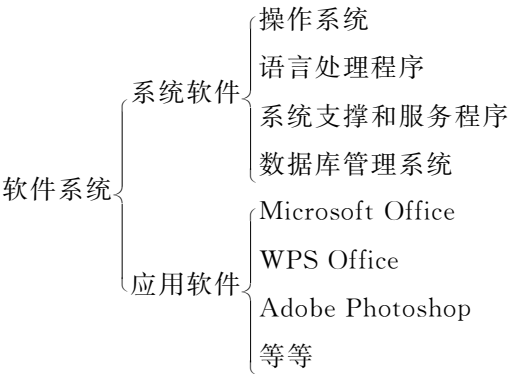 软件系统
系统软件
操作系统
语言处理程序
系统支撑和服务程序
数据库管理系统
应用软件
Microsoft Office
WPS Office
Adobe Photoshop
等等